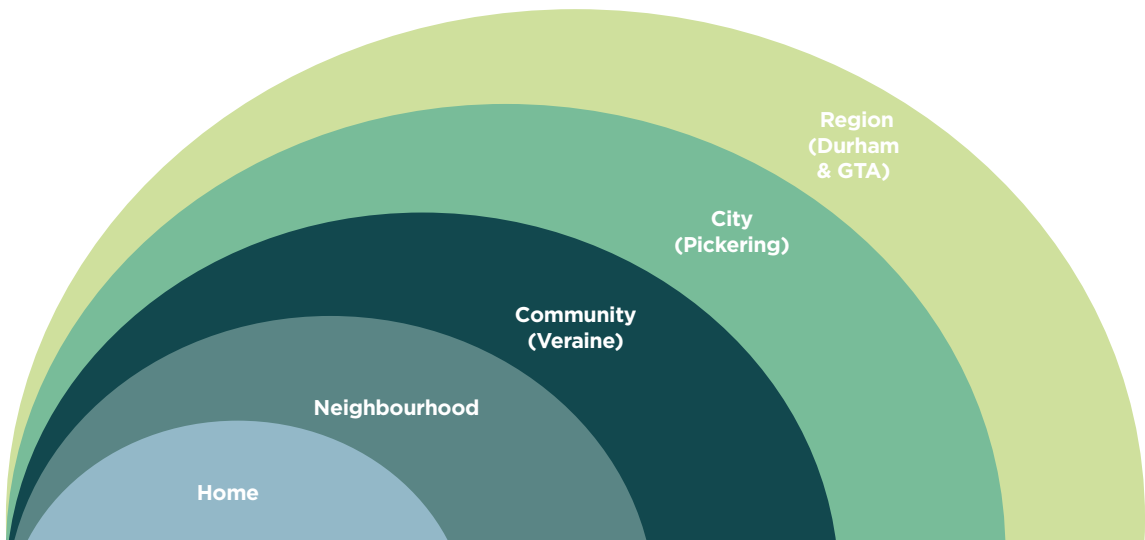 Region
(Durham
& GTA)
City
(Pickering)
Community
(Veraine)
Neighbourhood
Home